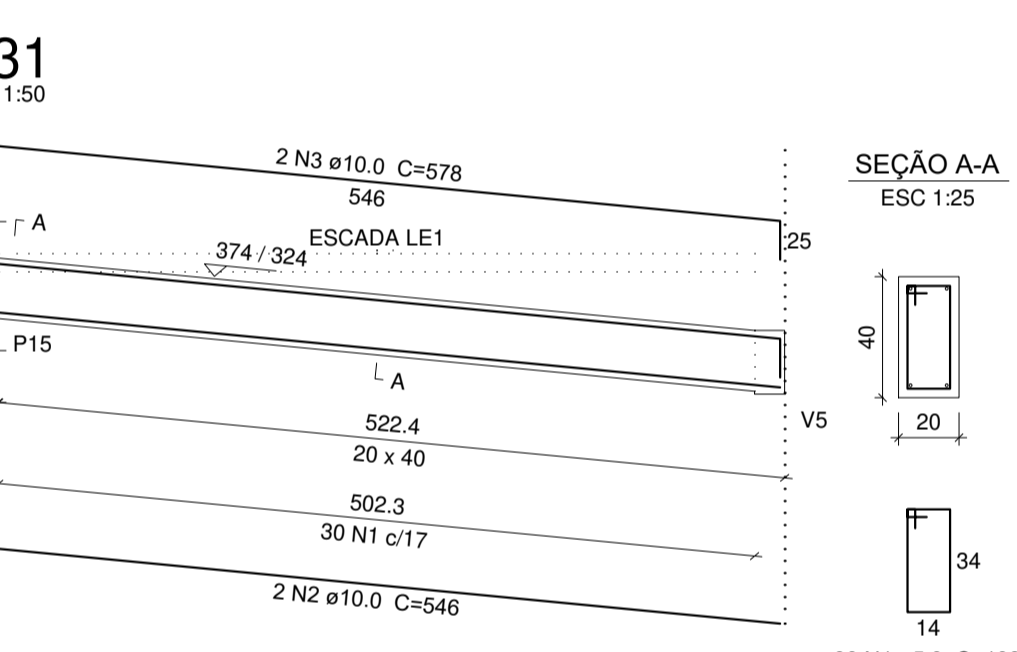 31
1:50
2 N3 ø10.0 C=578
546
SEÇÃO A-A
ESC 1:25
A
ESCADA LE1
25
374 / 324
P15
A
40
522.4
20 x 40
V5
20
502.3
30 N1 c/17
34
2 N2 ø10.0 C=546
14